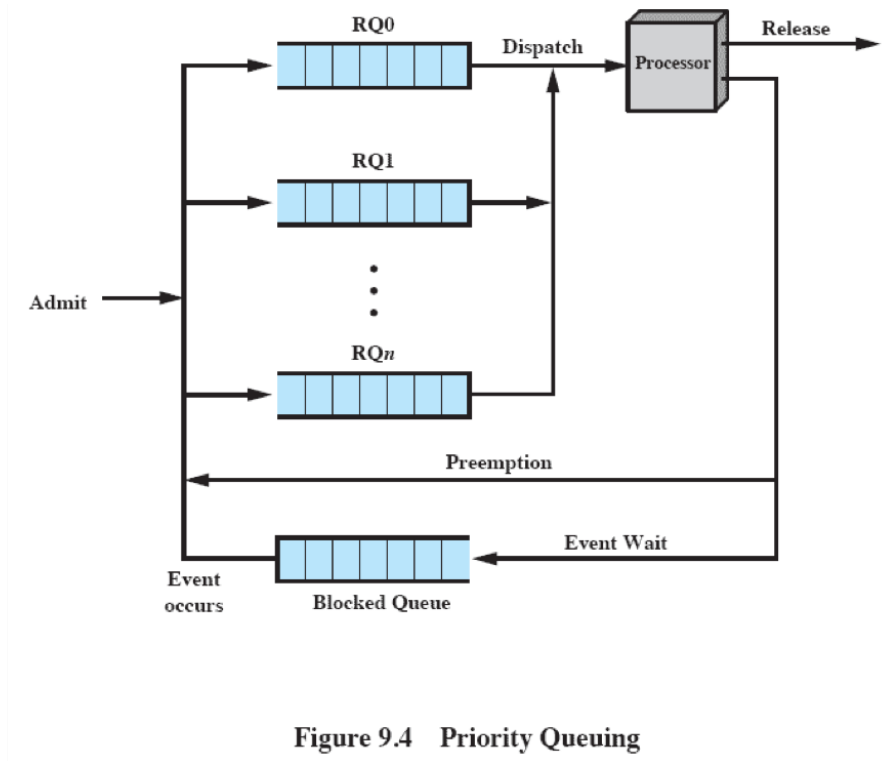 RQ0
Dispatch
Release
Processor
RQ1
Admit
RQn
Preemption
Event Wait
Event
occurs
Blocked Queue
Figure 9.4 Priority Queuing